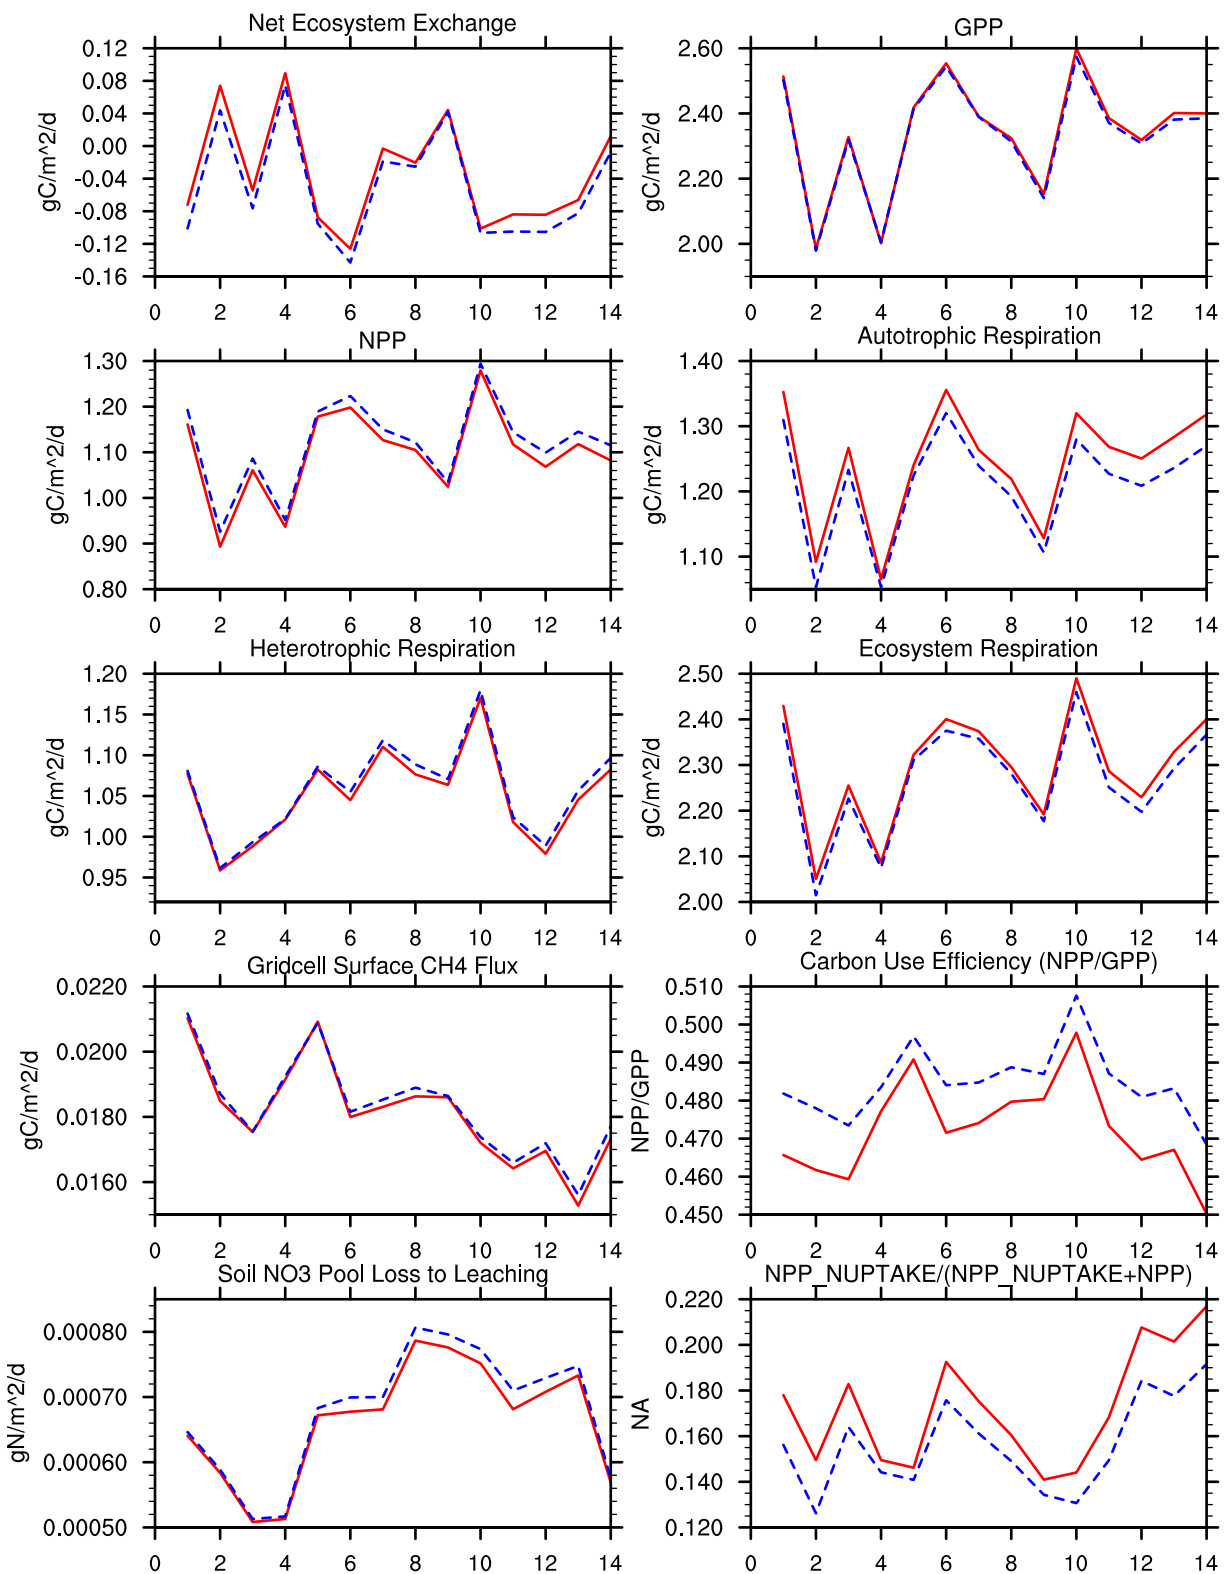 Net Ecosystem Exchange
gC/m^2/d
0.12
0.08
0.04
0.00
-0.04
-0.08
-0.12
-0.16
0 2 4 6 8 10 12 14
GPP
gC/m^2/d
2.60
2.40
2.20
2.00
0 2 4 6 8 10 12 14
NPP
gC/m^2/d
1.30
1.20
1.10
1.00
0.90
0.80
0 2 4 6 8 10 12 14
Autotrophic Respiration
gC/m^2/d
1.40
1.30
1.20
1.10
0 2 4 6 8 10 12 14
Heterotrophic Respiration
gC/m^2/d
1.20
1.15
1.10
1.05
1.00
0.95
0 2 4 6 8 10 12 14
Ecosystem Respiration
gC/m^2/d
2.50
2.40
2.30
2.20
2.10
2.00
0 2 4 6 8 10 12 14
Gridcell Surface CH4 Flux
gC/m^2/d
0.0220
0.0200
0.0180
0.0160
0 2 4 6 8 10 12 14
Carbon Use Efficiency (NPP/GPP)
NPP/GPP
0.510
0.500
0.490
0.480
0.470
0.460
0.450
0 2 4 6 8 10 12 14
Soil NO3 Pool Loss to Leaching
gN/m^2/d
0.00080
0.00070
0.00060
0.00050
0 2 4 6 8 10 12 14
NPP_NUPTAKE/(NPP_NUPTAKE+NPP)
NA
0.220
0.200
0.180
0.160
0.140
0.120
0 2 4 6 8 10 12 14